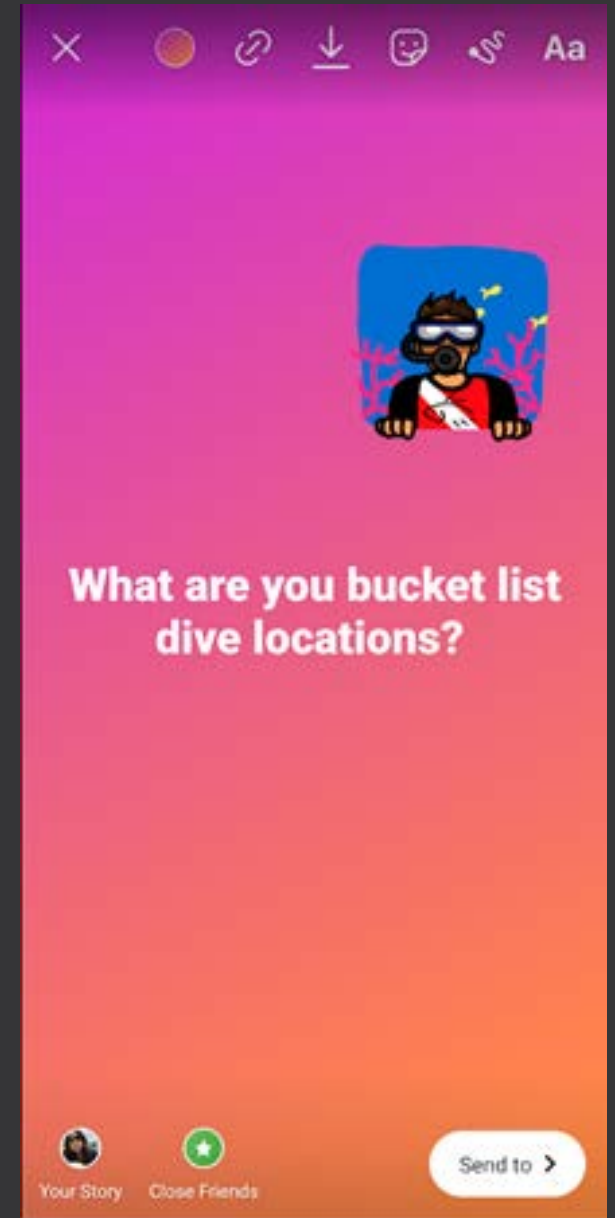 Aa
What are you bucket list
dive locations?
Your Story Close Friends Send to